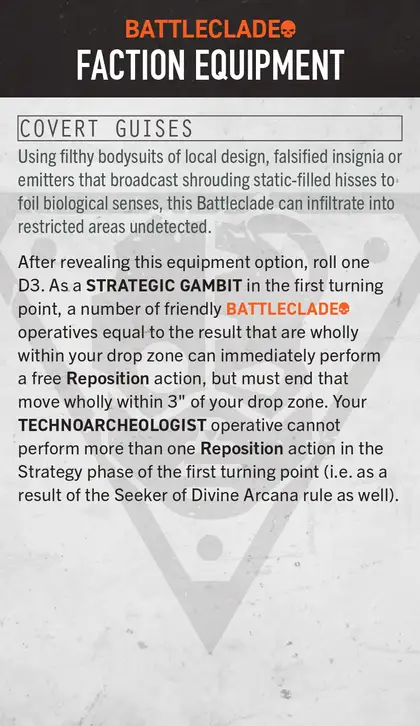 BATTLECLADE
FACTION EQUIPMENT
COVERT GUISES
Using filthy bodysuits of local design, falsified insignia or
emitters that broadcast shrouding static-filled hisses to
foil biological senses, this Battleclade can infiltrate into
restricted areas undetected.
After revealing this equipment option, roll one
D3. As a STRATEGIC GAMBIT in the first turning
point, a number of friendly BATTLECLADE
operatives equal to the result that are wholly
within your drop zone can immediately perform
a free Reposition action, but must end that
move wholly within 3" of your drop zone. Your
TECHNOARCHEOLOGIST operative cannot
perform more than one Reposition action in the
Strategy phase of the first turning point (i.e. as a
result of the Seeker of Divine Arcana rule as well).